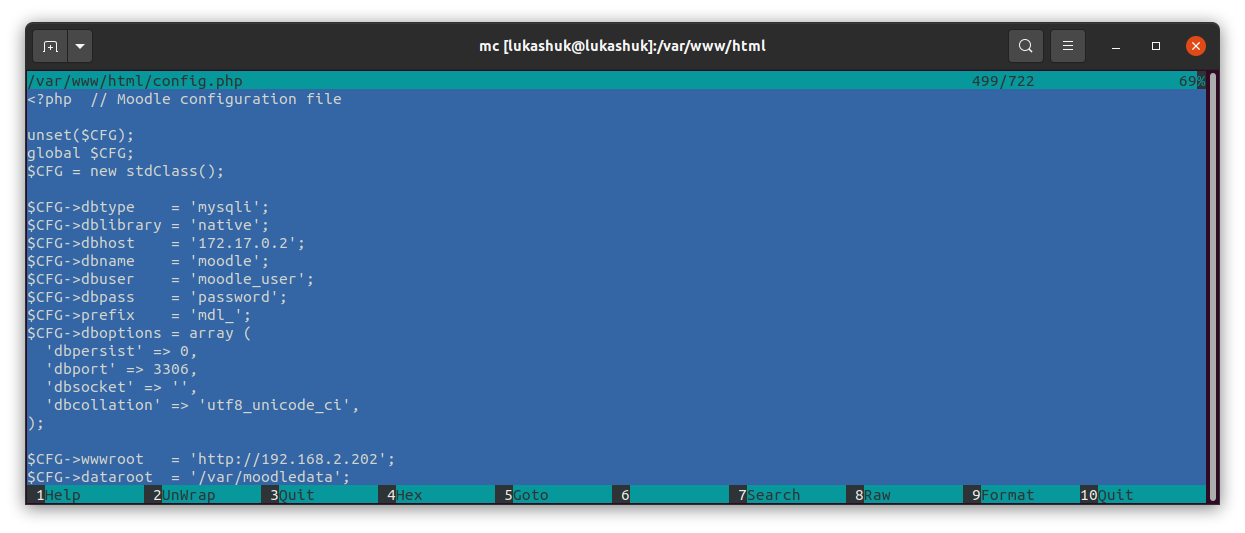 mc [lukashuk@lukashuk]:/var/www/html
/var/www/html/config.php 499/722 69%
<?php  // Moodle configuration file
unset($CFG);
global $CFG;
$CFG = new stdClass();
$CFG->dbtype    = 'mysqli';
$CFG->dblibrary = 'native';
$CFG->dbhost    = '172.17.0.2';
$CFG->dbname    = 'moodle';
$CFG->dbuser    = 'moodle_user';
$CFG->dbpass    = 'password';
$CFG->prefix    = 'mdl_';
$CFG->dboptions = array (
  'dbpersist' => 0,
  'dbport' => 3306,
  'dbsocket' => '',
  'dbcollation' => 'utf8_unicode_ci',
);
$CFG->wwwroot   = 'http://192.168.2.202';
$CFG->dataroot  = '/var/moodledata';
1Help 2UnWrap 3Quit 4Hex 5Goto 6 7Search 8Raw 9Format 10Quit